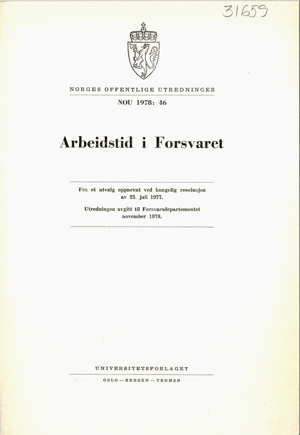 31659
NORGES OFFENTLIGE UTREDNINGER
NOU 1978: 46
Arbeidstid i Forsvaret
Fra et utvalg oppnevnt ved kongelig resolusjon
av 22. juli 1977.
Utredningen avgitt til Forsvarsdepartementet
november 1978.
UNIVERSITETSFORLAGET
OSLO — BERGEN — TROMSØ